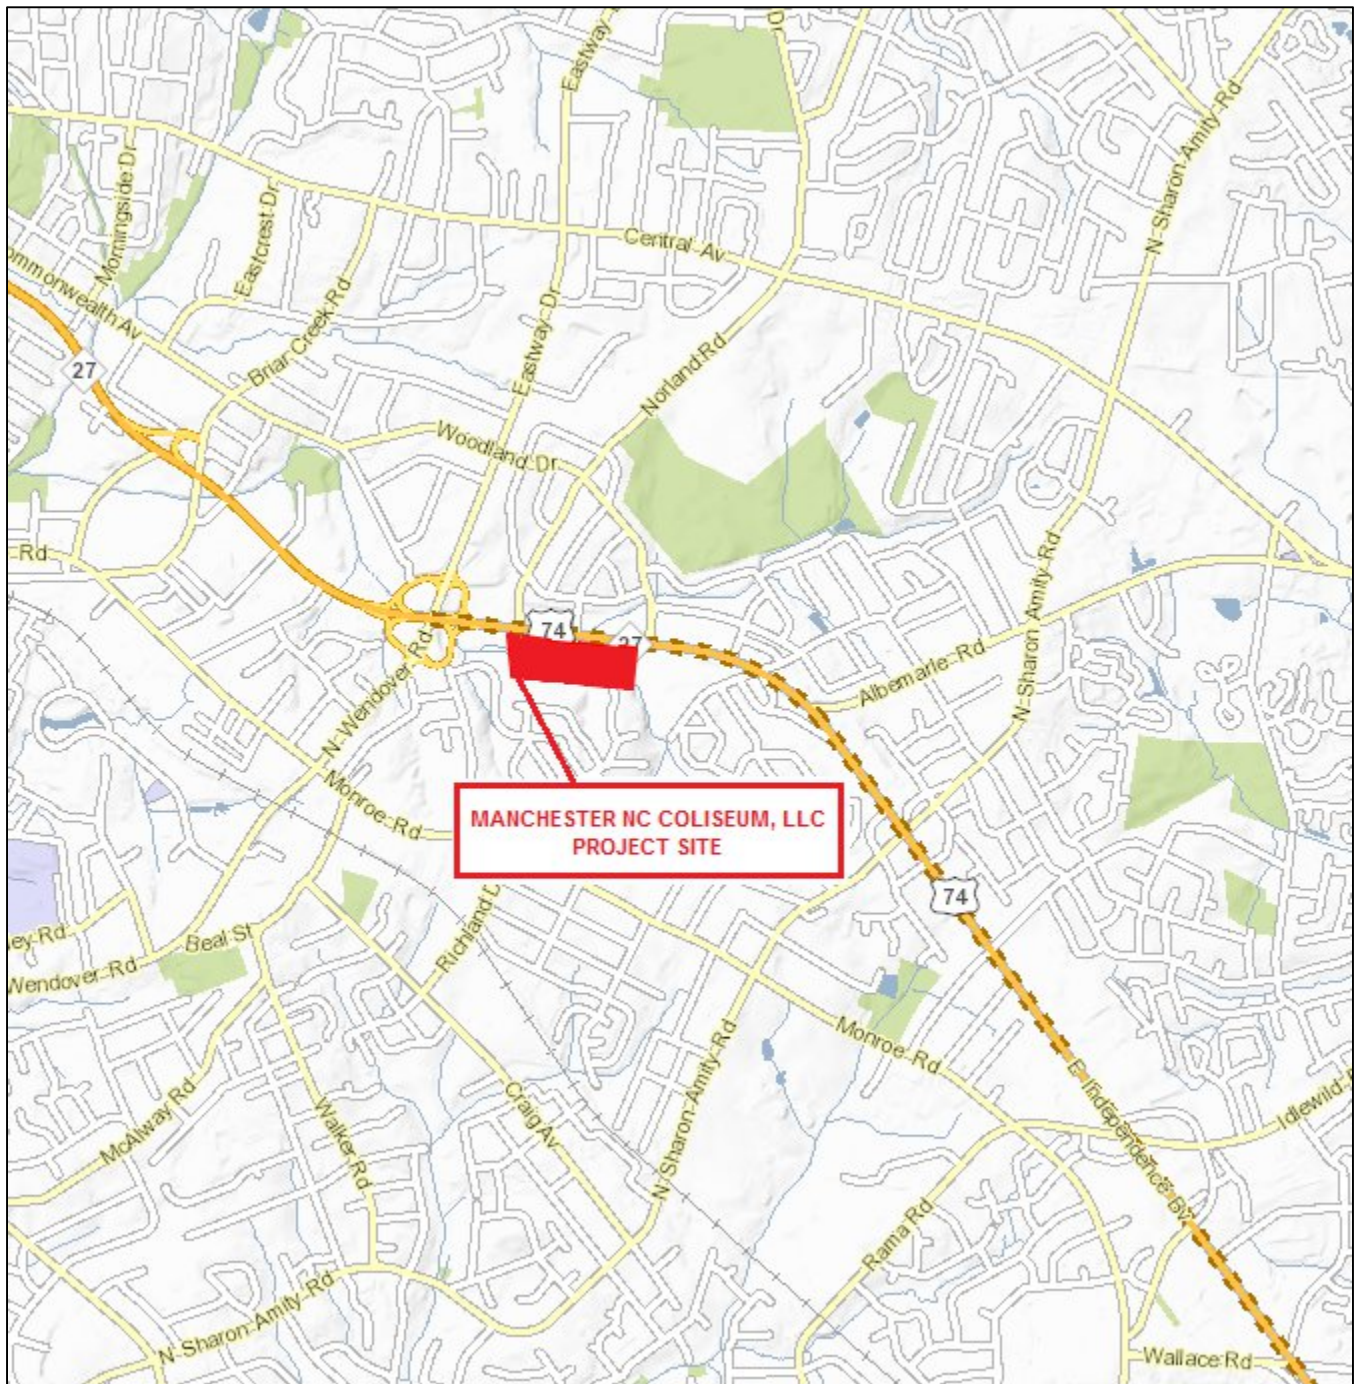 Eastway
Dr
N Sharon Amity Rd
Morningside Dr
Eastcrest Dr
Central Av
ommonwealth Av
Briar Creek Rd
Eastway Dr
27
Norland Rd
Woodland Dr
Rd
N Sharon Amity Rd
74
27
N Wendover Rd
Albemarle Rd
Monroe Rd
MANCHESTER NC COLISEUM, LLC
PROJECT SITE
74
Richland D
ey Rd
Beal St
Wendover Rd
Monroe Rd
N Sharon Amity Rd
E Independence Bv
Idlewild
McAlway Rd
Walker Rd
Craig Av
Rama Rd
N Sharon Amity Rd
Wallace Rd